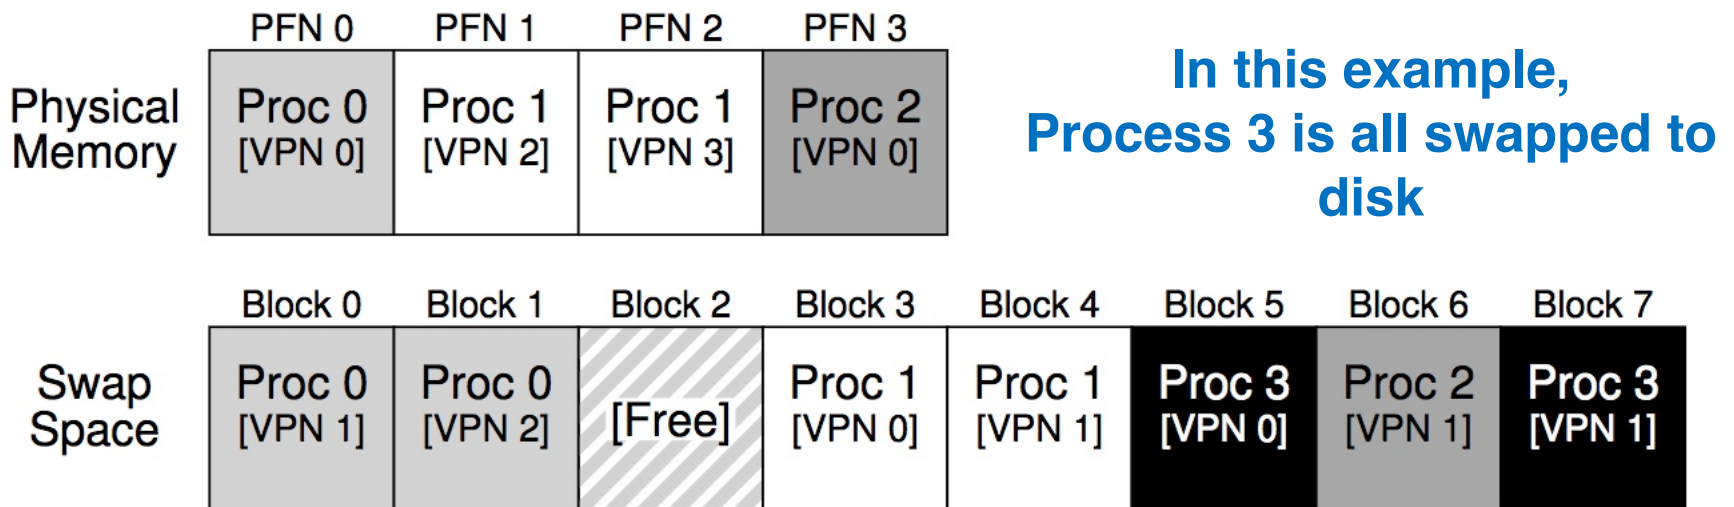 PFN 0 PFN 1 PFN 2 PFN 3
Physical Memory
Proc 0 [VPN 0]
Proc 1 [VPN 2]
Proc 1 [VPN 3]
Proc 2 [VPN 0]
In this example,
Process 3 is all swapped to
disk
Block 0 Block 1 Block 2 Block 3 Block 4 Block 5 Block 6 Block 7
Swap Space
Proc 0 [VPN 1]
Proc 0 [VPN 2]
[Free]
Proc 1 [VPN 0]
Proc 1 [VPN 1]
Proc 3 [VPN 0]
Proc 2 [VPN 1]
Proc 3 [VPN 1]